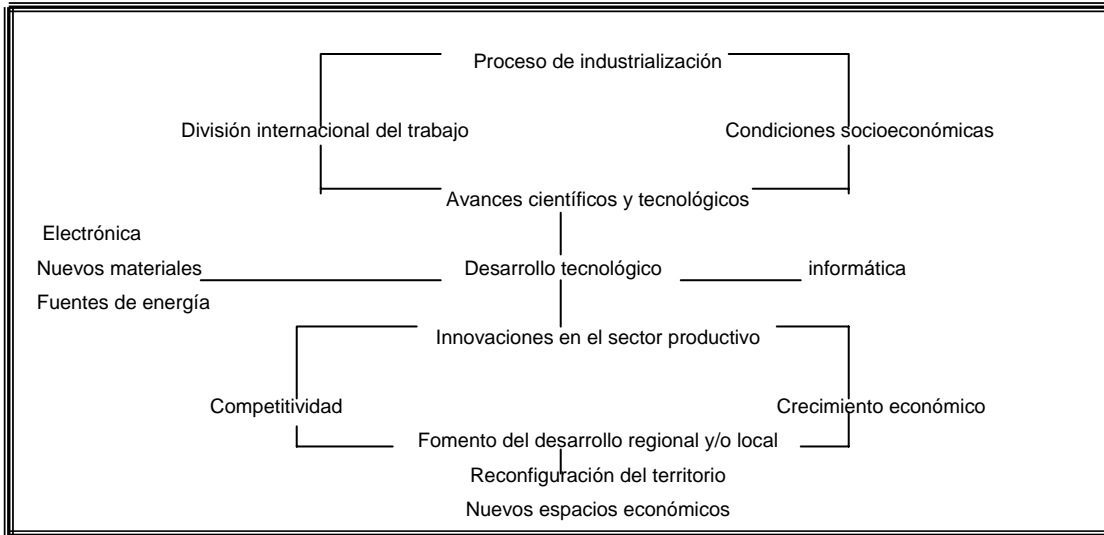 Proceso de industrialización
División internacional del trabajo
Condiciones socioeconómicas
Avances científicos y tecnológicos
Electrónica
Nuevos materiales
Desarrollo tecnológico
informática
Fuentes de energía
Innovaciones en el sector productivo
Competitividad
Crecimiento económico
Fomento del desarrollo regional y/o local
Reconfiguración del territorio
Nuevos espacios económicos